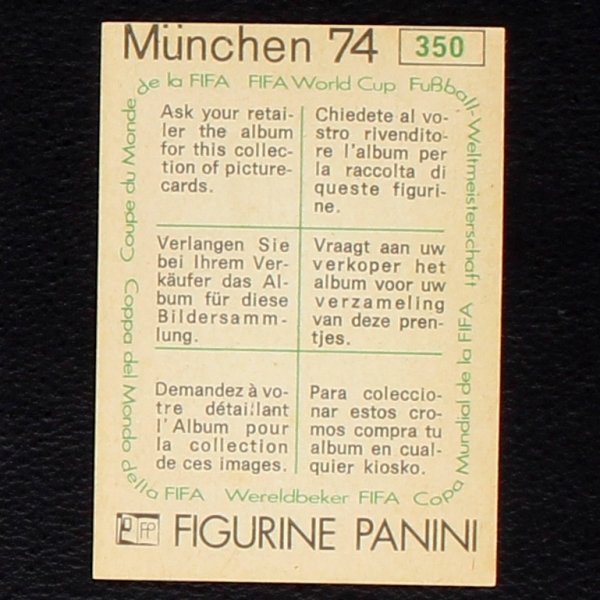 München 74 350
Coupe du Monde de la FIFA FIFA World Cup Fußball-Weltmeisterschaft
Ask your retai-
ler the album
for this collec-
tion of picture-
cards.
Chiedete al vo-
stro rivendito-
re l'album per
la raccolta di
queste figuri-
ne.
Verlangen Sie
bei Ihrem Ver-
käufer das Al-
bum für diese
Bildersamm-
lung.
Vraagt aan uw
verkoper het
album voor uw
verzameling
van deze pren-
tjes.
Demandez à vo-
tre détaillant
l'Album pour
la collection
de ces images.
Para coleccio-
nar estos cro-
mos compra tu
album en cual-
quier kiosko.
Coppa del Mondo della FIFA Wereldbeker FIFA Copa Mundial de la FIFA
FP FIGURINE PANINI